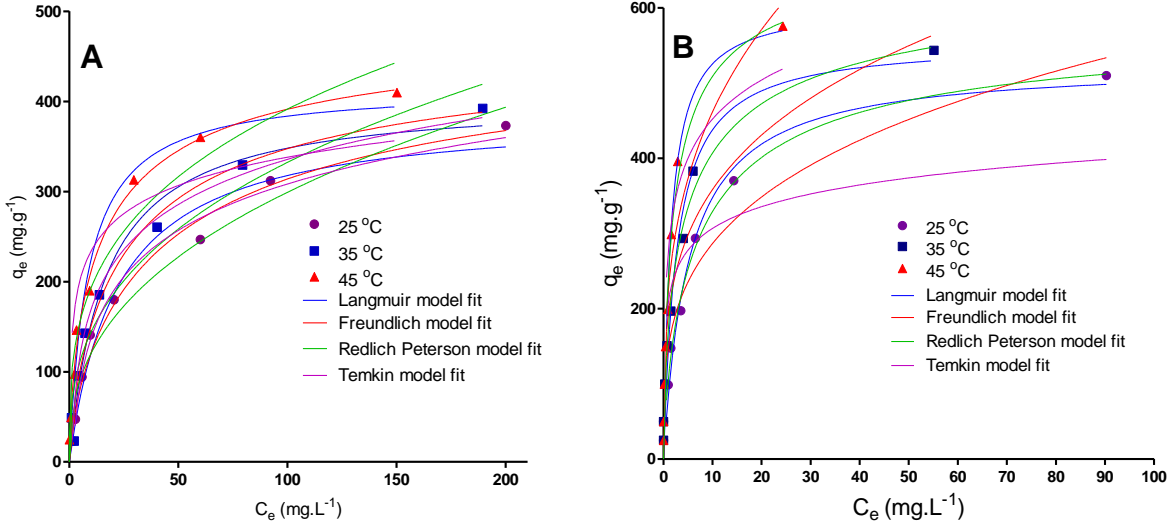 A
500
400
300
200
100
0
qe (mg.g-1)
0
50
100
150
200
Ce (mg.L-1)
25 oC
35 oC
45 oC
Langmuir model fit
Freundlich model fit
Redlich Peterson model fit
Temkin model fit
B
600
400
200
0
qe (mg.g-1)
0
10
20
30
40
50
60
70
80
90
100
Ce (mg.L-1)
25 oC
35 oC
45 oC
Langmuir model fit
Freundlich model fit
Redlich Peterson model fit
Temkin model fit